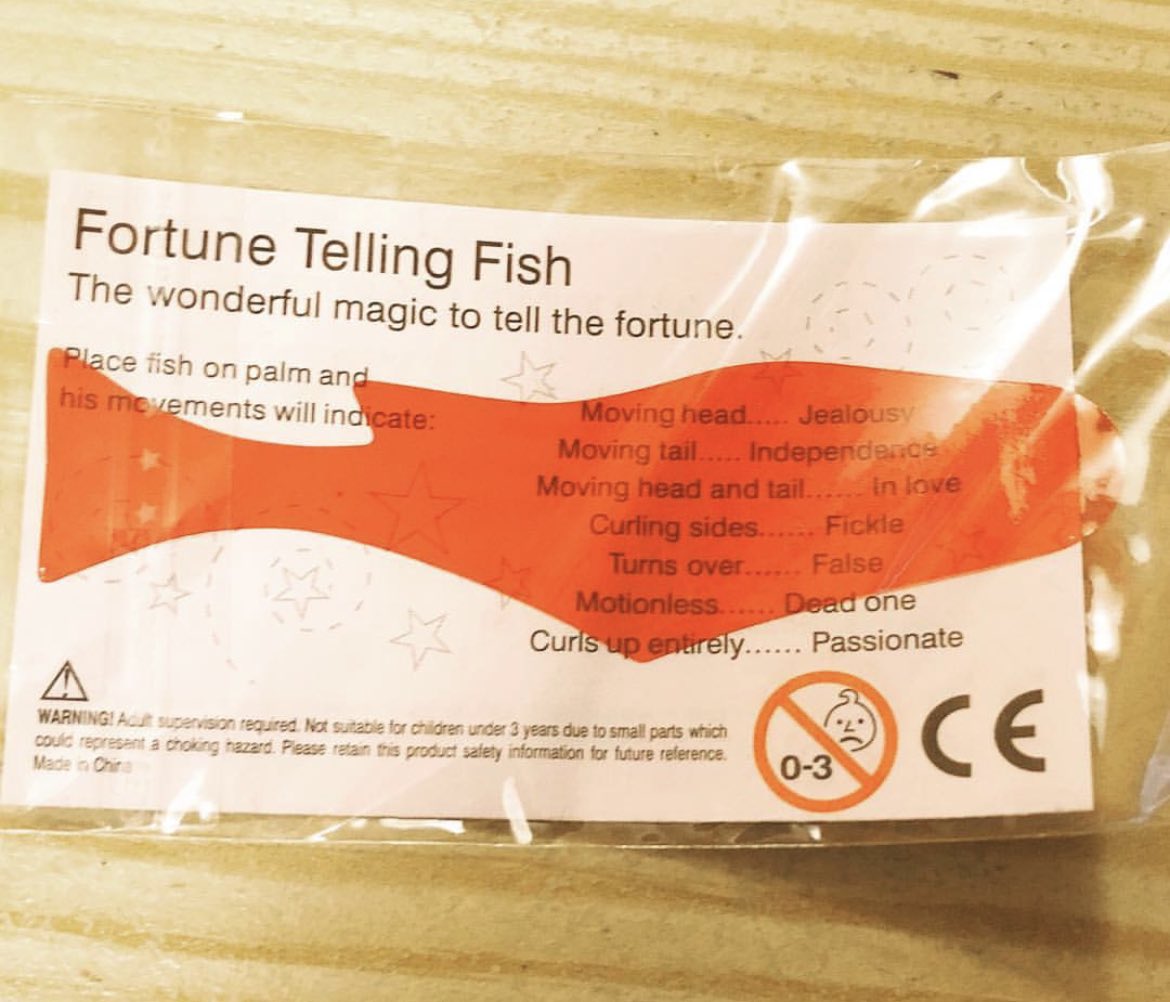 Fortune Telling Fish
The wonderful magic to tell the fortune.
Place fish on palm and
his movements will indicate:
Moving head..... Jealousy
Moving tail..... Independence
Moving head and tail...... In love
Curling sides...... Fickle
Turns over...... False
Motionless...... Dead one
Curls up entirely...... Passionate
WARNING! Adult supervision required. Not suitable for children under 3 years due to small parts which
could represent a choking hazard. Please retain this product safety information for future reference.
Made in China
0-3
CE